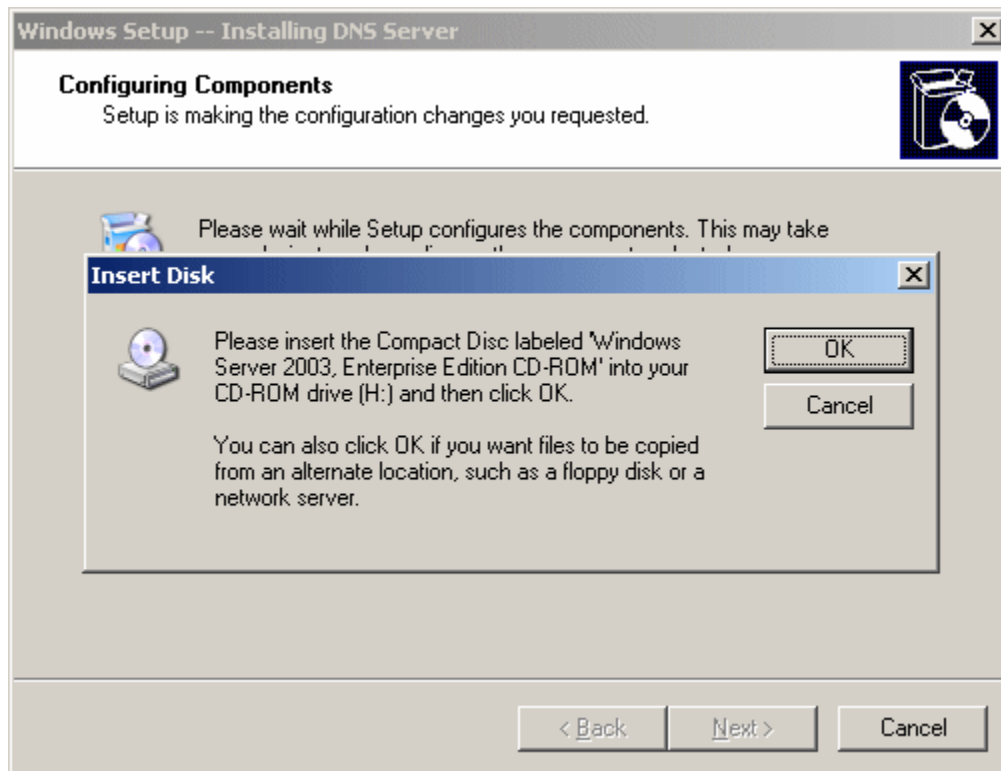 Windows Setup -- Installing DNS Server
Configuring Components
Setup is making the configuration changes you requested.
Please wait while Setup configures the components. This may take
Insert Disk
Please insert the Compact Disc labeled 'Windows
Server 2003, Enterprise Edition CD-ROM' into your
CD-ROM drive (H:) and then click OK.
You can also click OK if you want files to be copied
from an alternate location, such as a floppy disk or a
network server.
OK
Cancel
< Back
Next >
Cancel